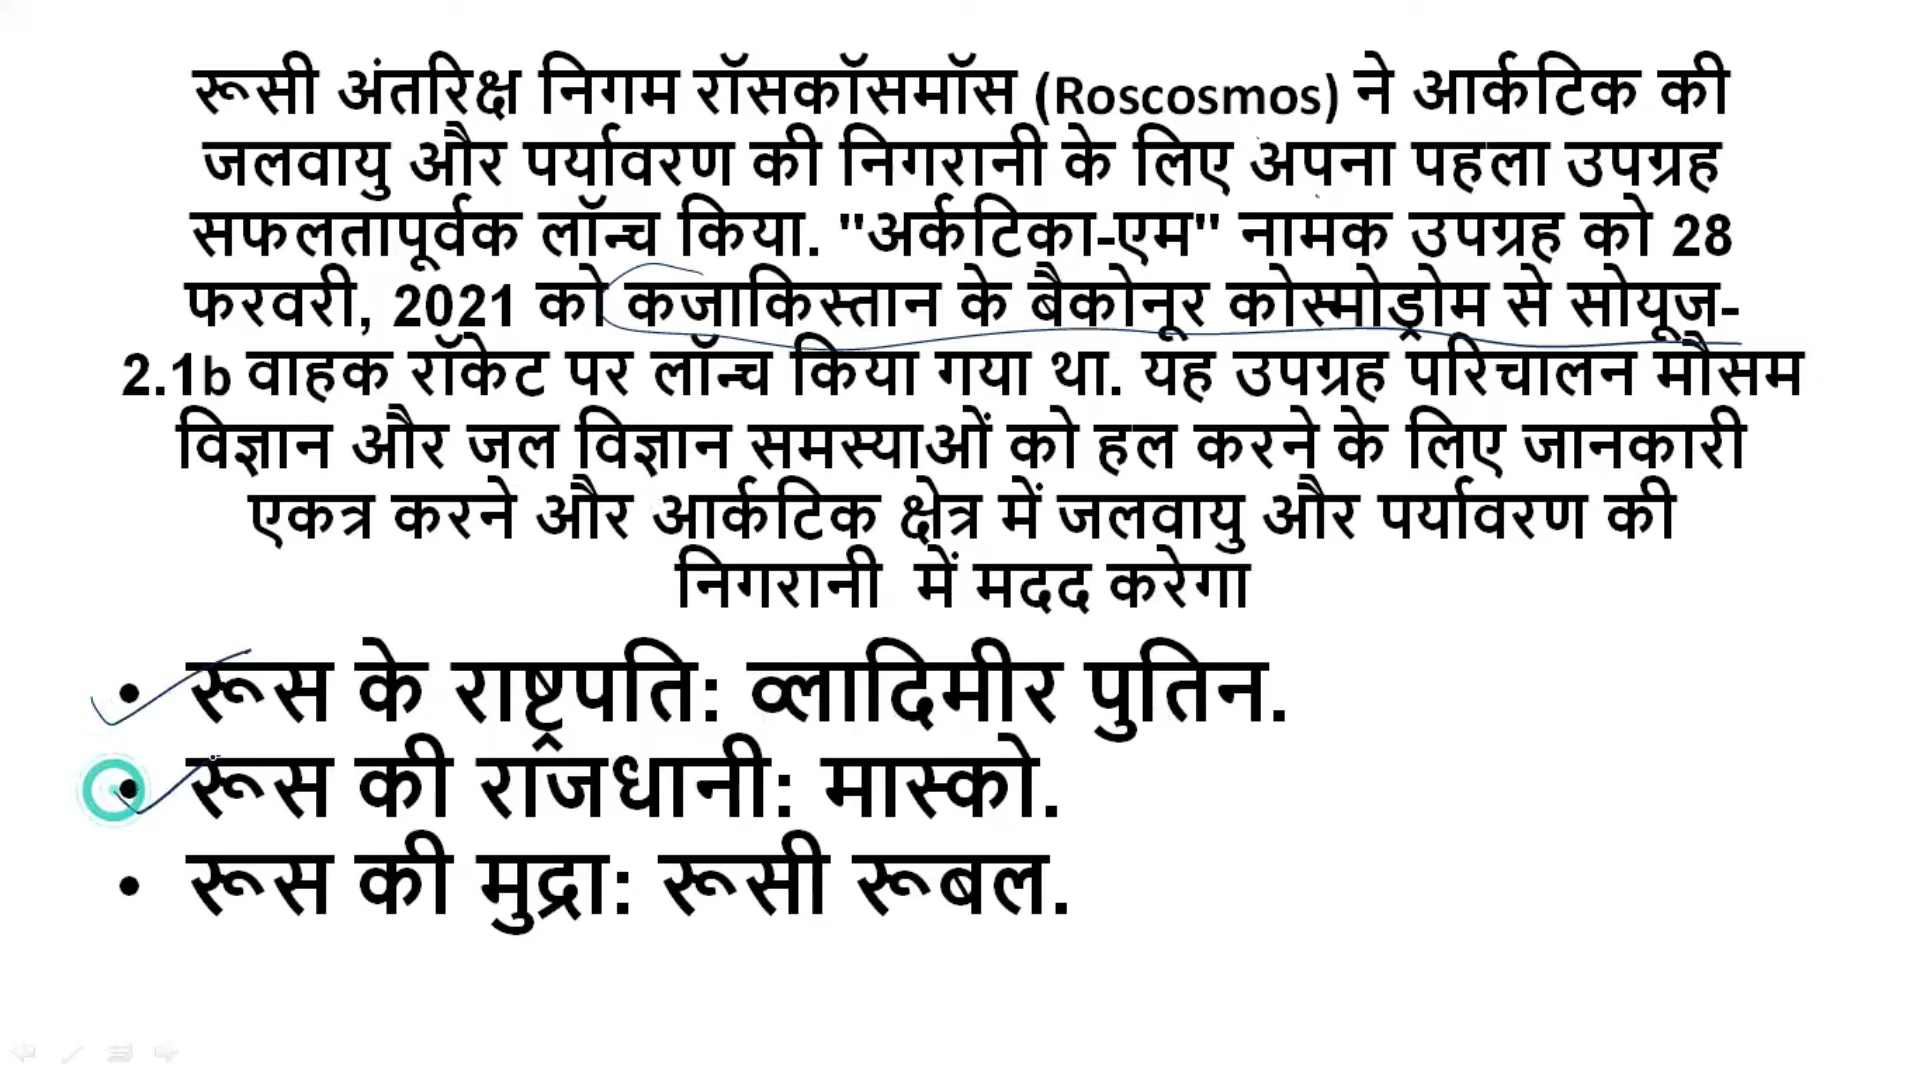 रूसी अंतरिक्ष निगम रॉसकॉसमॉस (Roscosmos) ने आर्कटिक की
जलवायु और पर्यावरण की निगरानी के लिए अपना पहला उपग्रह
सफलतापूर्वक लॉन्च किया. "अर्कटिका-एम" नामक उपग्रह को 28
फरवरी, 2021 को कजाकिस्तान के बैकोनूर कोस्मोड्रोम से सोयूज-
2.1b वाहक रॉकेट पर लॉन्च किया गया था. यह उपग्रह परिचालन मौसम
विज्ञान और जल विज्ञान समस्याओं को हल करने के लिए जानकारी
एकत्र करने और आर्कटिक क्षेत्र में जलवायु और पर्यावरण की
निगरानी में मदद करेगा
• रूस के राष्ट्रपति: व्लादिमीर पुतिन.
• रूस की राजधानी: मास्को.
• रूस की मुद्रा: रूसी रूबल.